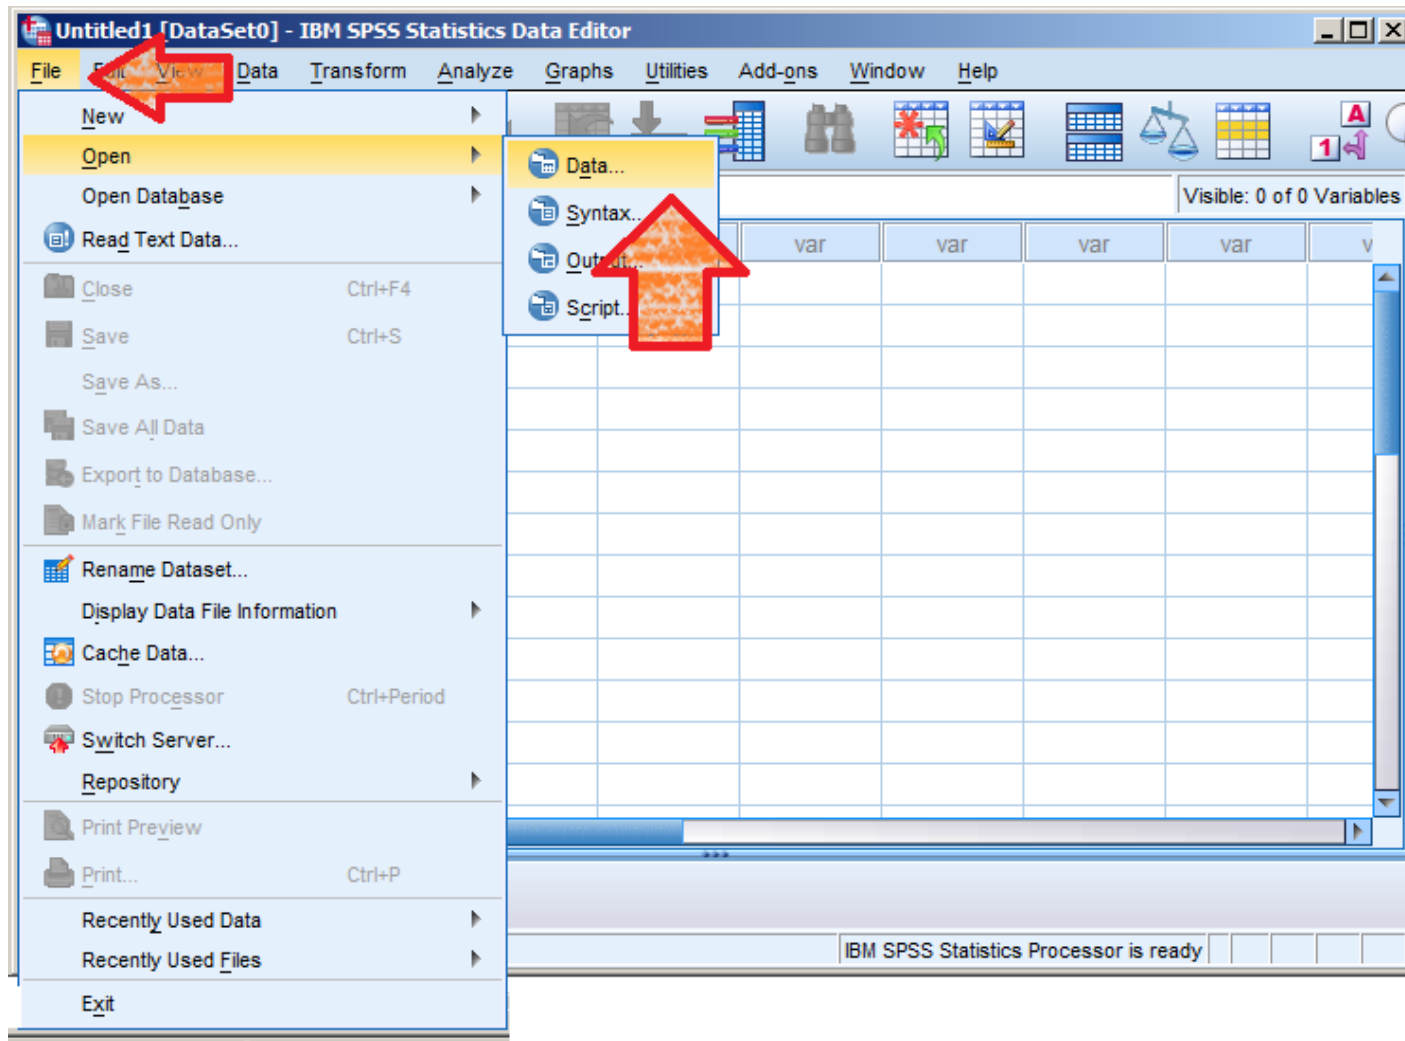 Untitled1 [DataSet0] - IBM SPSS Statistics Data Editor
File Edit View Data Transform Analyze Graphs Utilities Add-ons Window Help
New
Open
Open Database
Read Text Data...
Close Ctrl+F4
Save Ctrl+S
Save As...
Save All Data
Export to Database...
Mark File Read Only
Rename Dataset...
Display Data File Information
Cache Data...
Stop Processor Ctrl+Period
Switch Server...
Repository
Print Preview
Print... Ctrl+P
Recently Used Data
Recently Used Files
Exit
Data...
Syntax...
Output...
Script...
A
1
Visible: 0 of 0 Variables
var var var var v
IBM SPSS Statistics Processor is ready